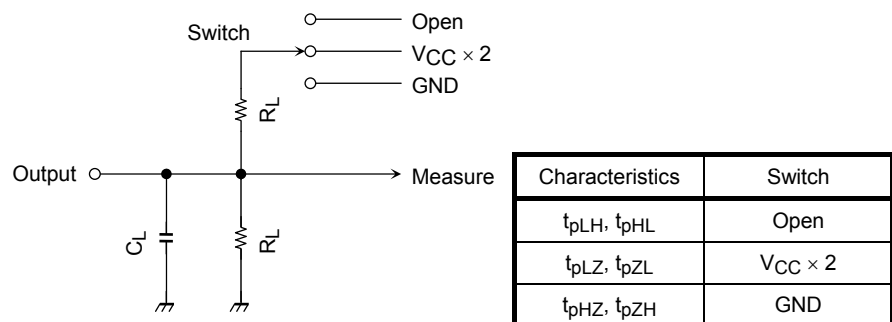 Open
Switch
VCC × 2
GND
RL
Output
Measure
CL
RL
Characteristics Switch
tpLH, tpHL Open
tpLZ, tpZL VCC × 2
tpHZ, tpZH GND